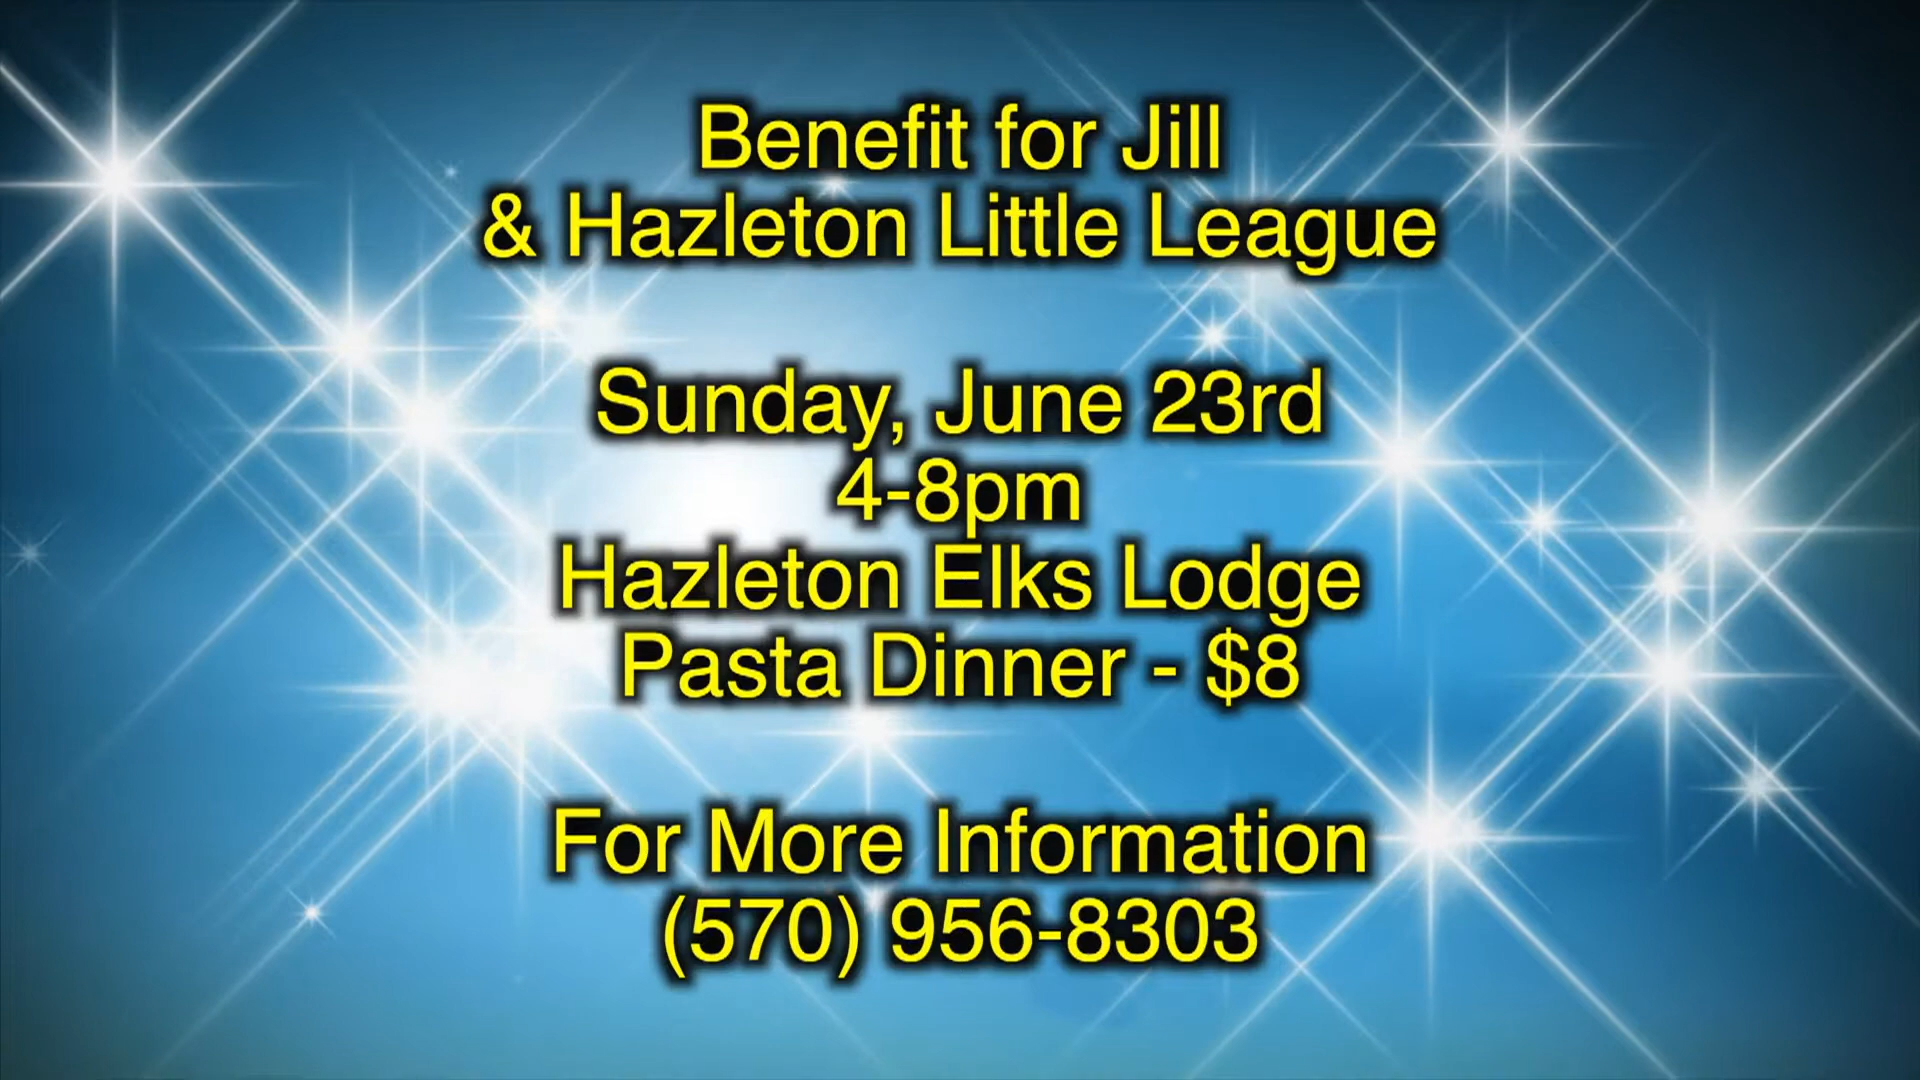 Benefit for Jill
& Hazleton Little League
Sunday, June 23rd
4-8pm
Hazleton Elks Lodge
Pasta Dinner - $8
For More Information
(570) 956-8303